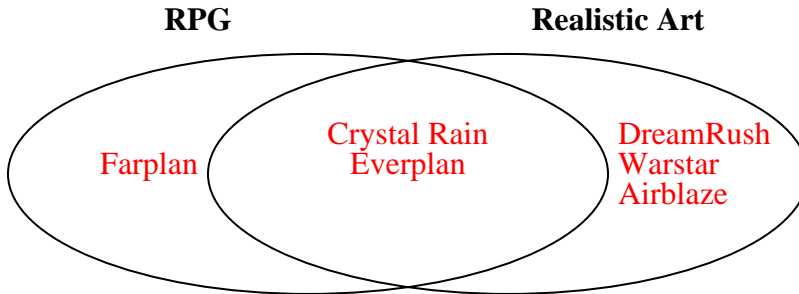 RPG
Realistic Art
Farplan
Crystal Rain
Everplan
DreamRush
Warstar
Airblaze